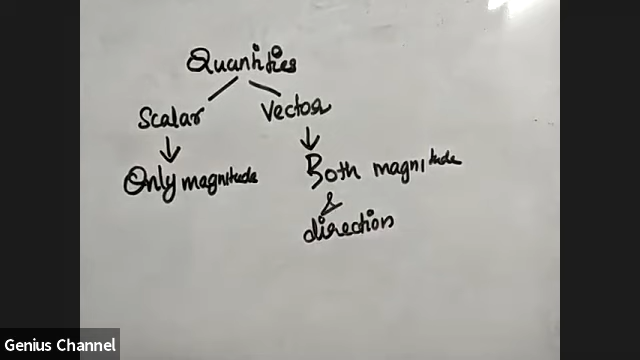 Quantities
Scalar Vector
Only magnitude Both magnitude
&
direction
Genius Channel